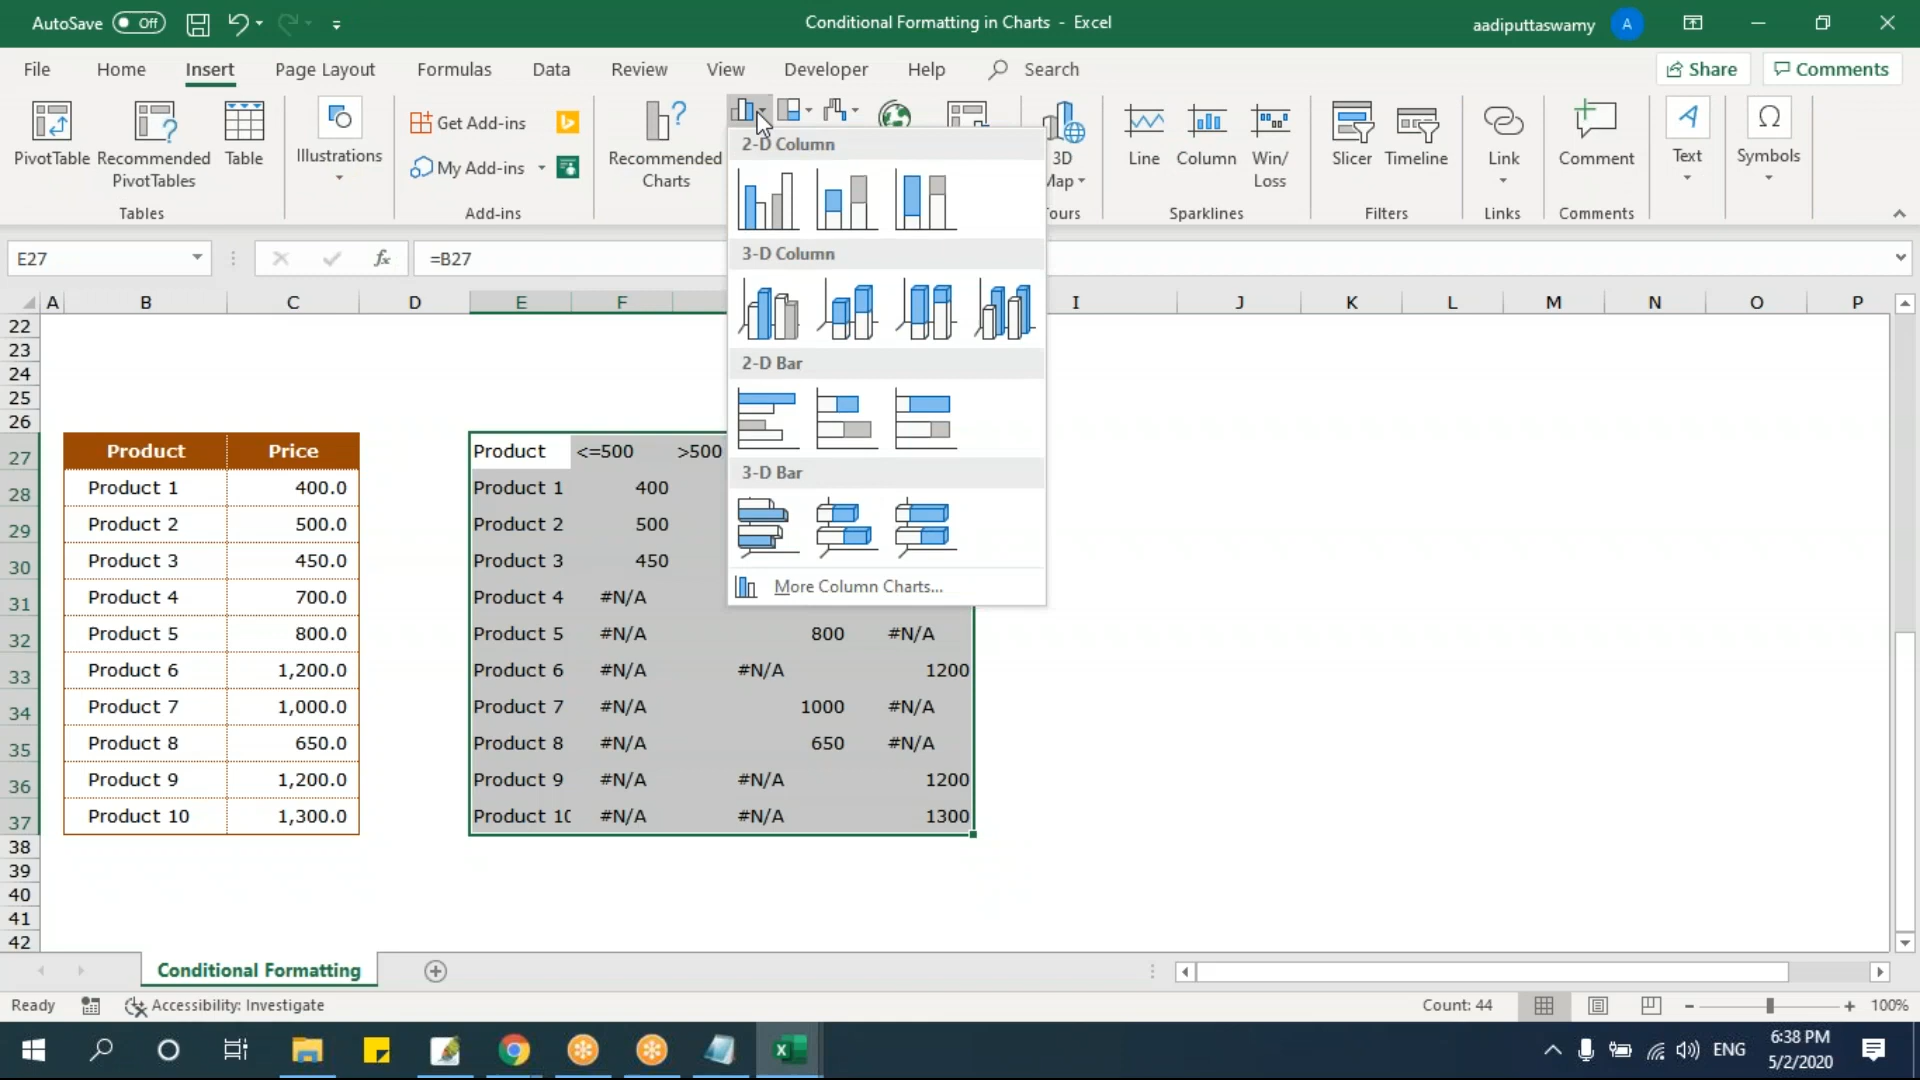 AutoSave Off
Conditional Formatting in Charts - Excel
aadiputtaswamy A
File Home Insert Page Layout Formulas Data Review View Developer Help Search
Share Comments
PivotTable
Recommended
PivotTables
Table
Tables
Illustrations
Get Add-ins
My Add-ins
Add-ins
Recommended
Charts
3D
Map
ours
Line
Column
Win/
Loss
Sparklines
Slicer
Timeline
Filters
Link
Links
Comment
Comments
Text
Symbols
2-D Column
3-D Column
2-D Bar
3-D Bar
More Column Charts...
E27 fx =B27
A B C D E F I J K L M N O P
22
23
24
25
26
27 Product Price Product <=500 >500
28 Product 1 400.0 Product 1 400
29 Product 2 500.0 Product 2 500
30 Product 3 450.0 Product 3 450
31 Product 4 700.0 Product 4 #N/A
32 Product 5 800.0 Product 5 #N/A 800 #N/A
33 Product 6 1,200.0 Product 6 #N/A #N/A 1200
34 Product 7 1,000.0 Product 7 #N/A 1000 #N/A
35 Product 8 650.0 Product 8 #N/A 650 #N/A
36 Product 9 1,200.0 Product 9 #N/A #N/A 1200
37 Product 10 1,300.0 Product 10 #N/A #N/A 1300
38
39
40
41
42
Conditional Formatting
Ready Accessibility: Investigate Count: 44 100%
ENG
6:38 PM
5/2/2020